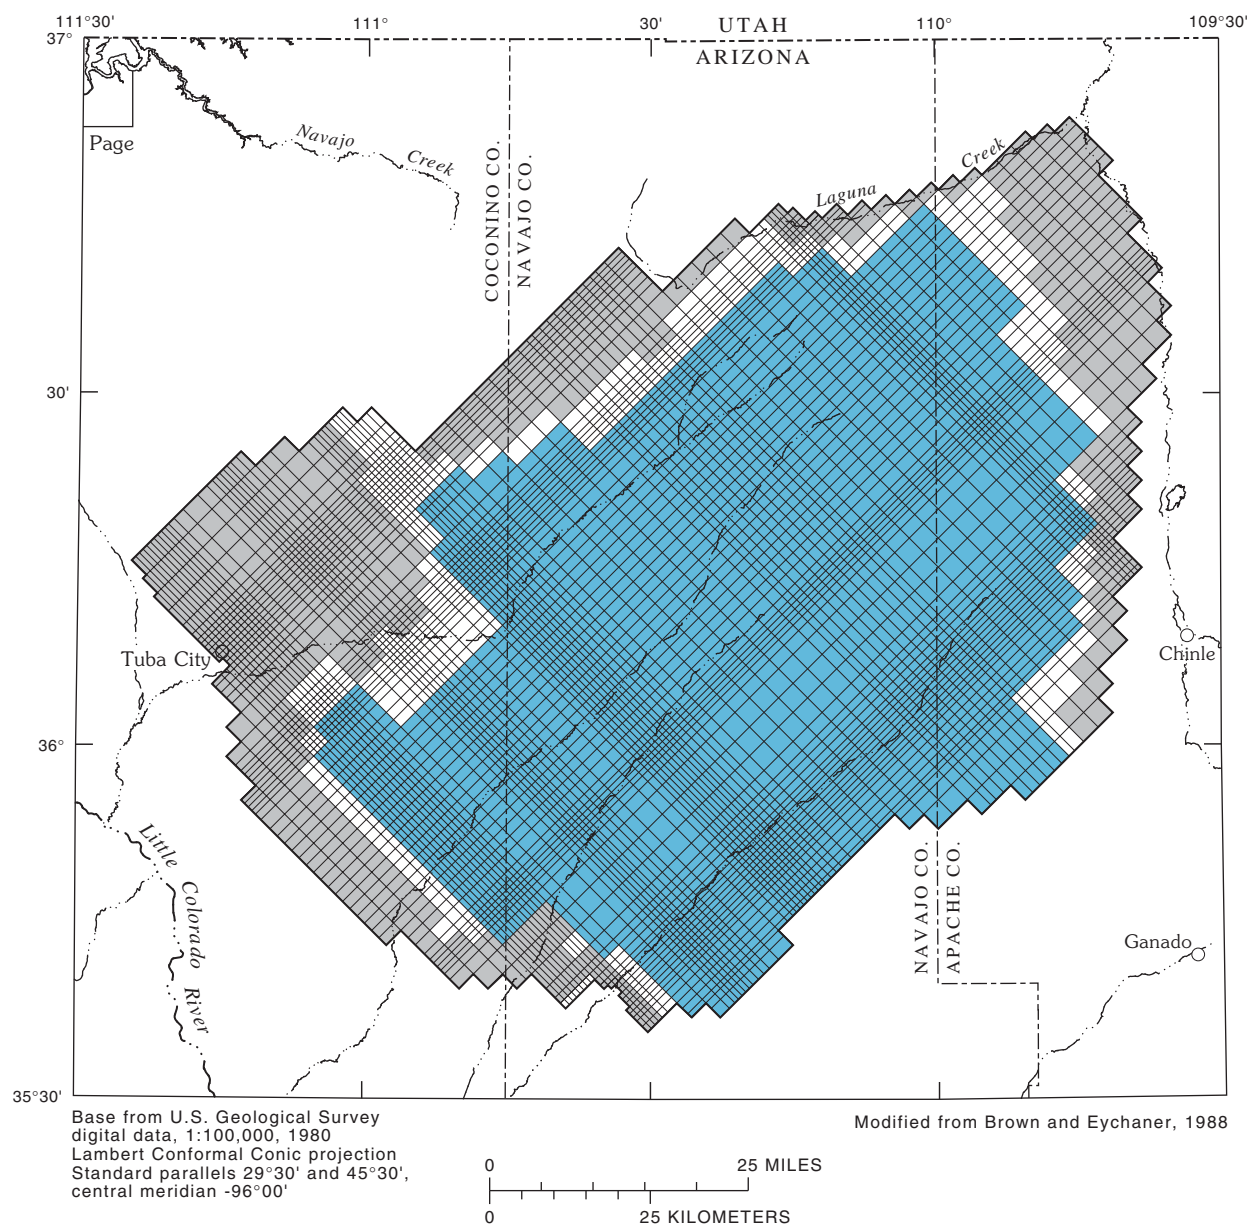 111°30'
111°
30'
UTAH
110°
109°30'
37°
ARIZONA
Page
Navajo
Creek
COCONINO CO.
NAVAJO CO.
Laguna
Creek
30'
Tuba City
Chinle
36°
Little
Colorado
River
NAVAJO CO.
APACHE CO.
Ganado
35°30'
Base from U.S. Geological Survey
digital data, 1:100,000, 1980
Lambert Conformal Conic projection
Standard parallels 29°30' and 45°30',
central meridian -96°00'
Modified from Brown and Eychaner, 1988
0
25 MILES
0
25 KILOMETERS